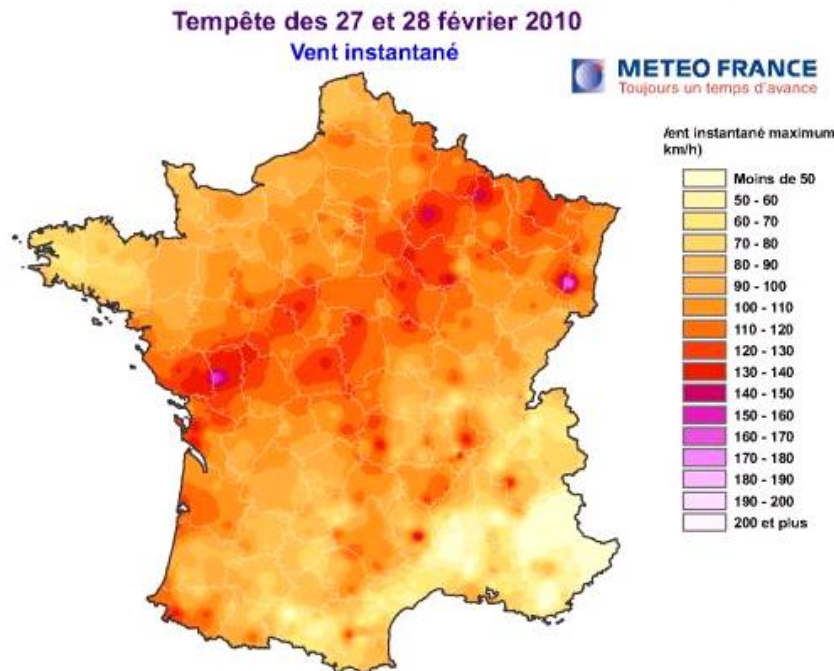 Tempête des 27 et 28 février 2010
Vent instantané
METEO FRANCE
Toujours un temps d'avance
Vent instantané maximum
km/h)
Moins de 50
50 - 60
60 - 70
70 - 80
80 - 90
90 - 100
100 - 110
110 - 120
120 - 130
130 - 140
140 - 150
150 - 160
160 - 170
170 - 180
180 - 190
190 - 200
200 et plus